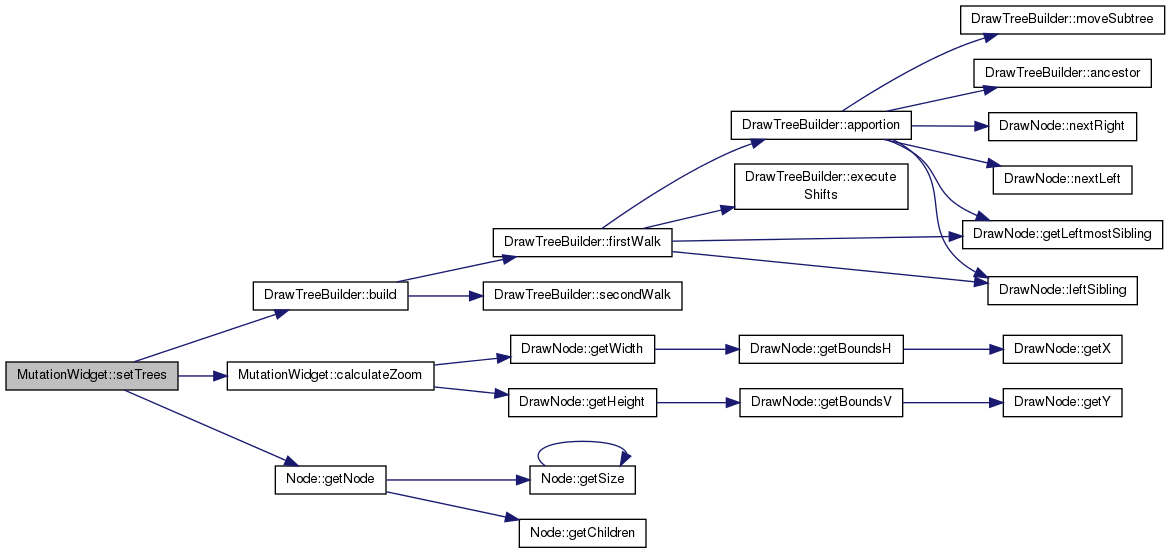 DrawTreeBuilder::moveSubtree
DrawTreeBuilder::ancestor
DrawTreeBuilder::apportion
DrawNode::nextRight
DrawTreeBuilder::execute
Shifts
DrawNode::nextLeft
DrawTreeBuilder::firstWalk
DrawNode::getLeftmostSibling
DrawTreeBuilder::build
DrawTreeBuilder::secondWalk
DrawNode::leftSibling
MutationWidget::setTrees
MutationWidget::calculateZoom
DrawNode::getWidth
DrawNode::getBoundsH
DrawNode::getX
DrawNode::getHeight
DrawNode::getBoundsV
DrawNode::getY
Node::getNode
Node::getSize
Node::getChildren